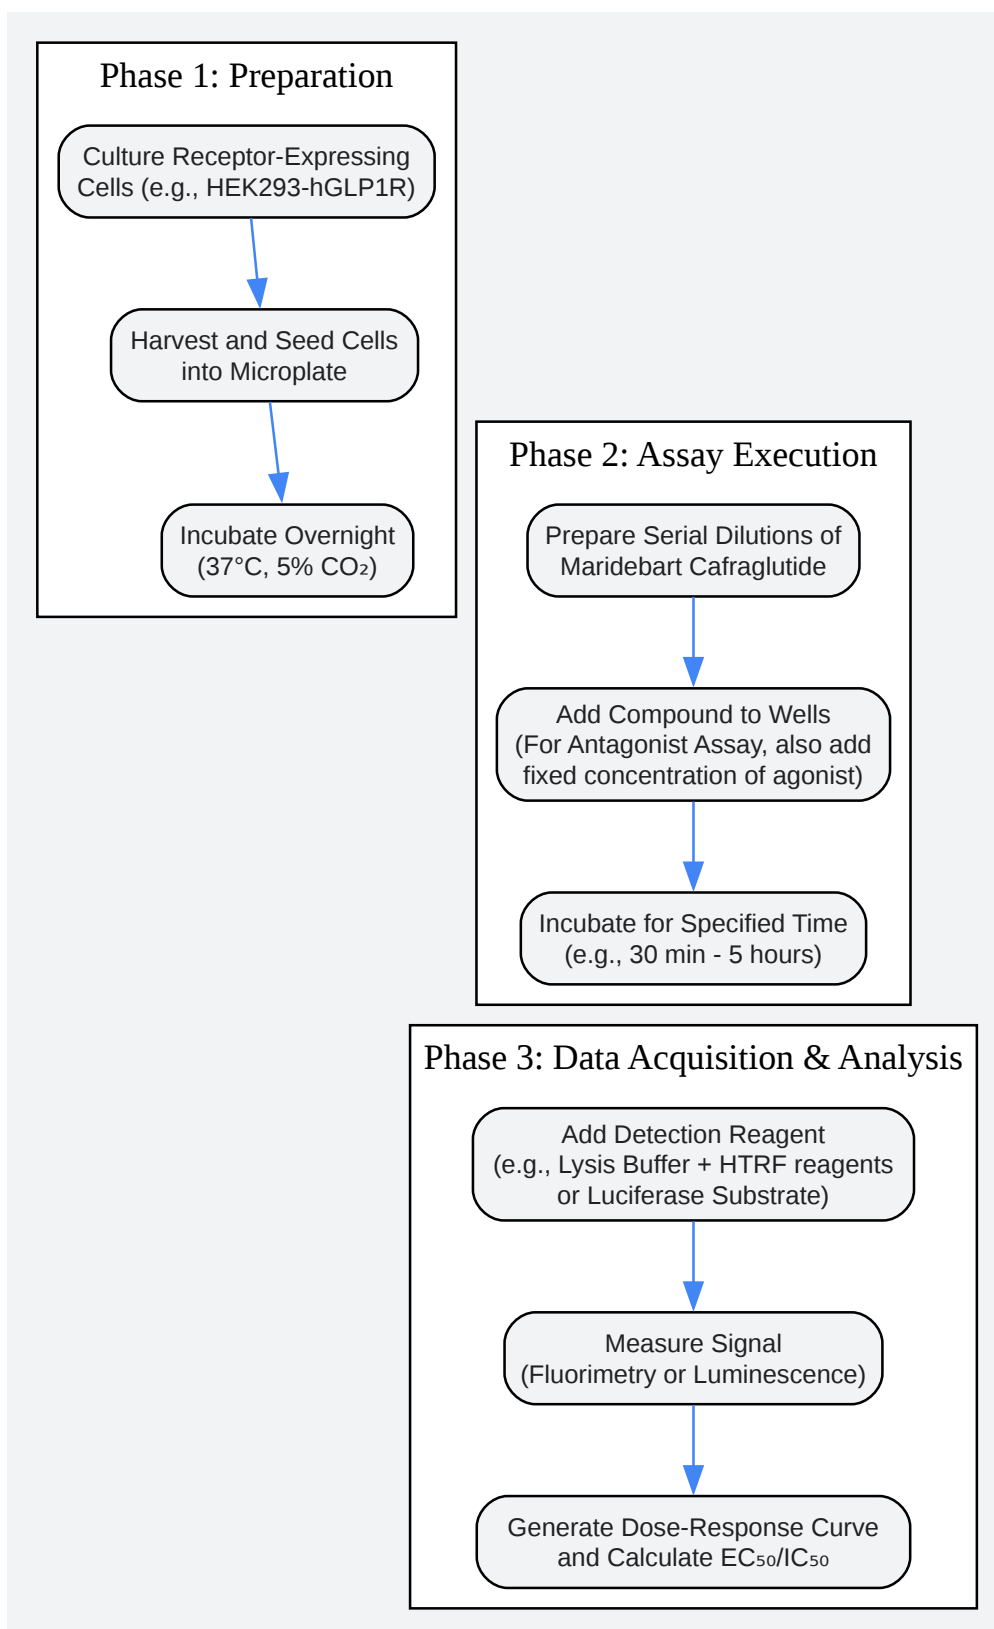 Phase 1: Preparation
Culture Receptor-Expressing
Cells (e.g., HEK293-hGLP1R)
Harvest and Seed Cells
into Microplate
Incubate Overnight
(37°C, 5% CO₂)
Phase 2: Assay Execution
Prepare Serial Dilutions of
Maridebart Cafraglutide
Add Compound to Wells
(For Antagonist Assay, also add
fixed concentration of agonist)
Incubate for Specified Time
(e.g., 30 min - 5 hours)
Phase 3: Data Acquisition & Analysis
Add Detection Reagent
(e.g., Lysis Buffer + HTRF reagents
or Luciferase Substrate)
Measure Signal
(Fluorimetry or Luminescence)
Generate Dose-Response Curve
and Calculate EC₅₀/IC₅₀